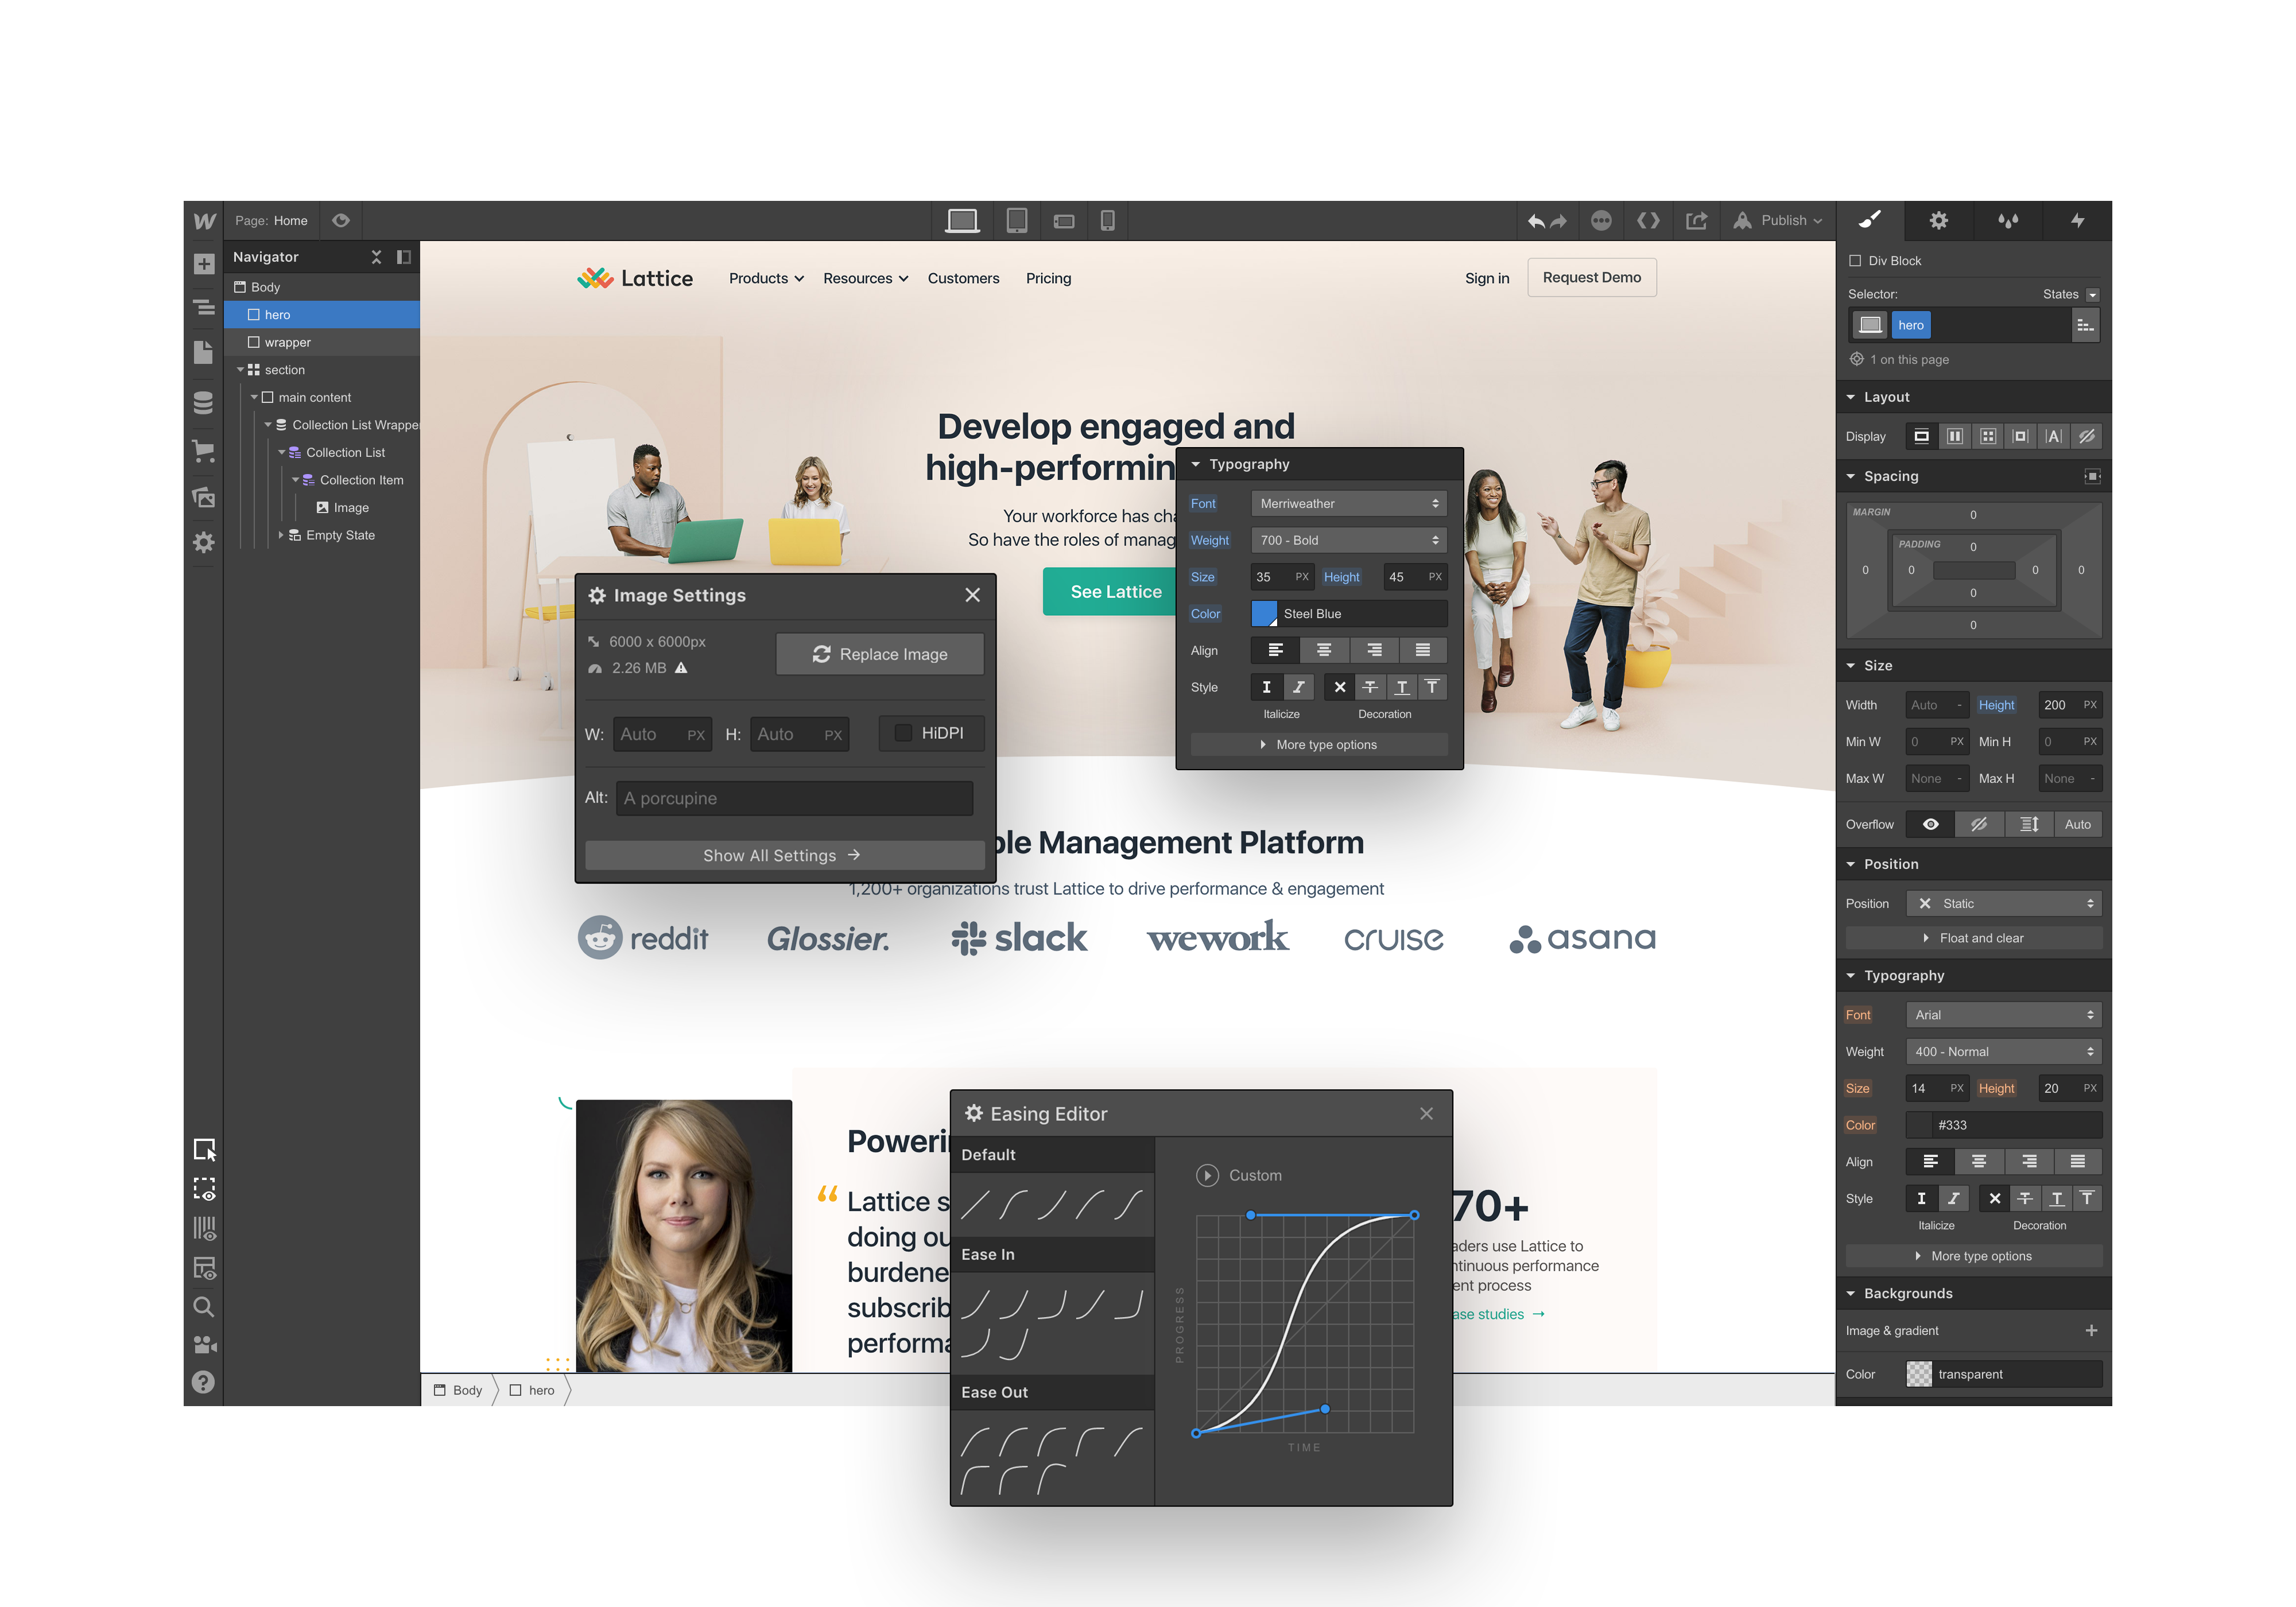 Page: Home
Publish
Navigator
Body
hero
wrapper
section
main content
Collection List Wrappe
Collection List
Collection Item
Image
Empty State
Lattice
Products
Resources
Customers
Pricing
Sign in
Request Demo
Develop engaged and
high-performin
Your workforce has cha
So have the roles of manag
See Lattice
Typography
Font
Merriweather
Weight
700 - Bold
Size
35 PX
Height
45 PX
Color
Steel Blue
Align
Style
Italicize
Decoration
More type options
Image Settings
6000 x 6000px
2.26 MB
Replace Image
W: Auto PX
H: Auto PX
HiDPI
Alt: A porcupine
Show All Settings
ple Management Platform
1,200+ organizations trust Lattice to drive performance & engagement
reddit
Glossier.
slack
wework
cruise
asana
Powerin
“
Lattice s
doing ou
burdene
subscrib
performa
70+
aders use Lattice to
ntinuous performance
ent process
ase studies
Easing Editor
Default
Ease In
Ease Out
Custom
PROGRESS
TIME
Body
hero
Div Block
Selector:
States
hero
1 on this page
Layout
Display
Spacing
MARGIN
0
PADDING
0
0 0 0 0
0
0
Size
Width Auto - Height 200 PX
Min W 0 PX Min H 0 PX
Max W None - Max H None -
Overflow Auto
Position
Position Static
Float and clear
Typography
Font Arial
Weight 400 - Normal
Size 14 PX Height 20 PX
Color #333
Align
Style
Italicize Decoration
More type options
Backgrounds
Image & gradient
Color transparent